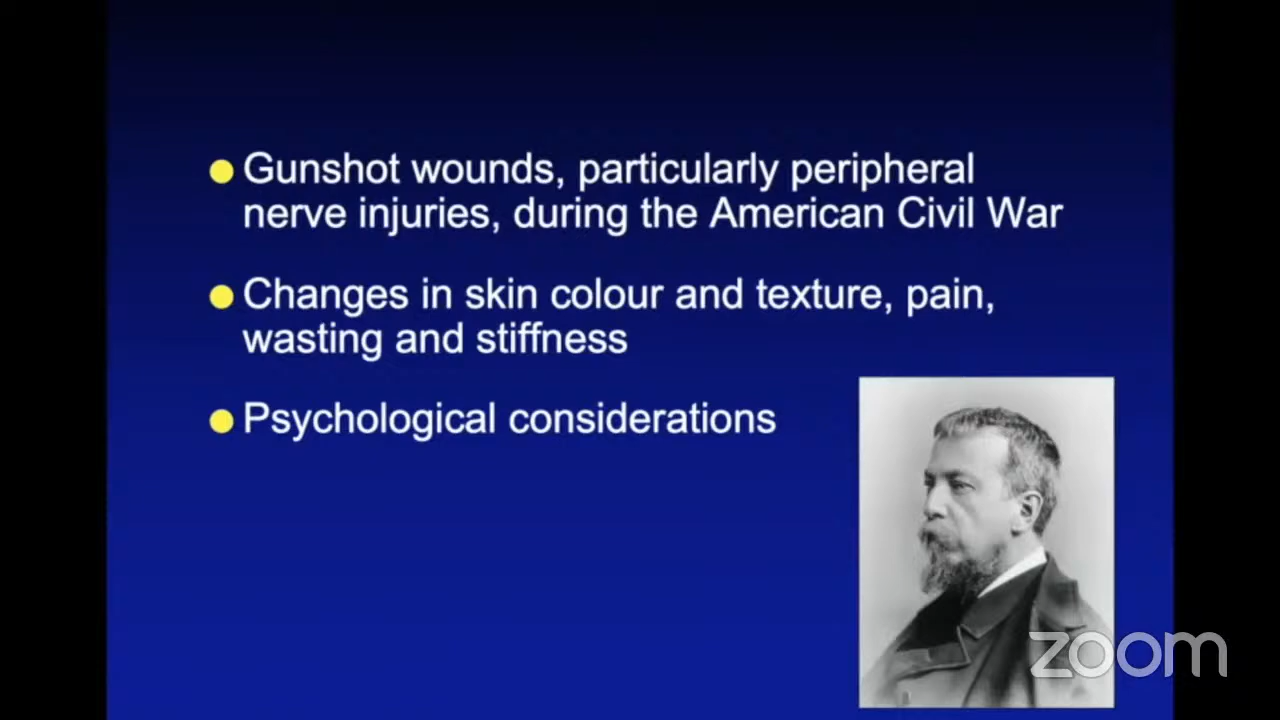 Gunshot wounds, particularly peripheral
nerve injuries, during the American Civil War
Changes in skin colour and texture, pain,
wasting and stiffness
Psychological considerations
zoom